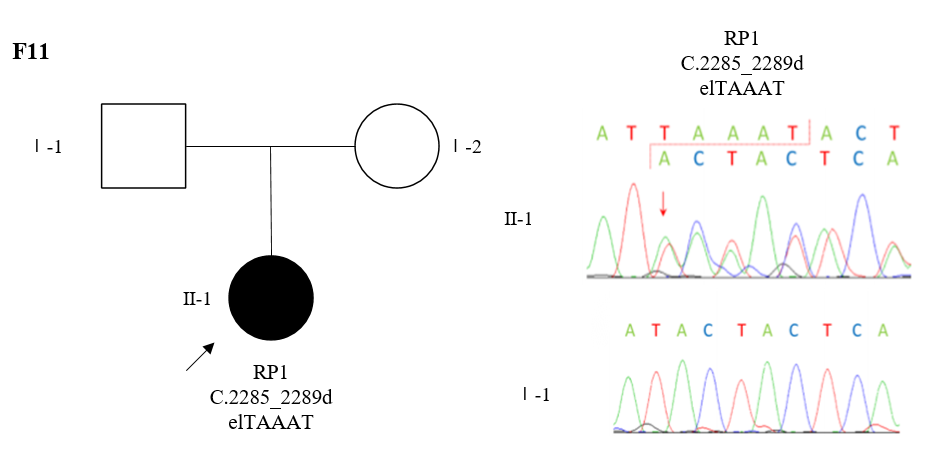 F11
I -1
I -2
II-1
RP1
C.2285_2289d
elTAAAT
RP1
C.2285_2289d
elTAAAT
A T T A A A T A C T
A C T A C T C A
II-1
A T A C T A C T C A
I -1